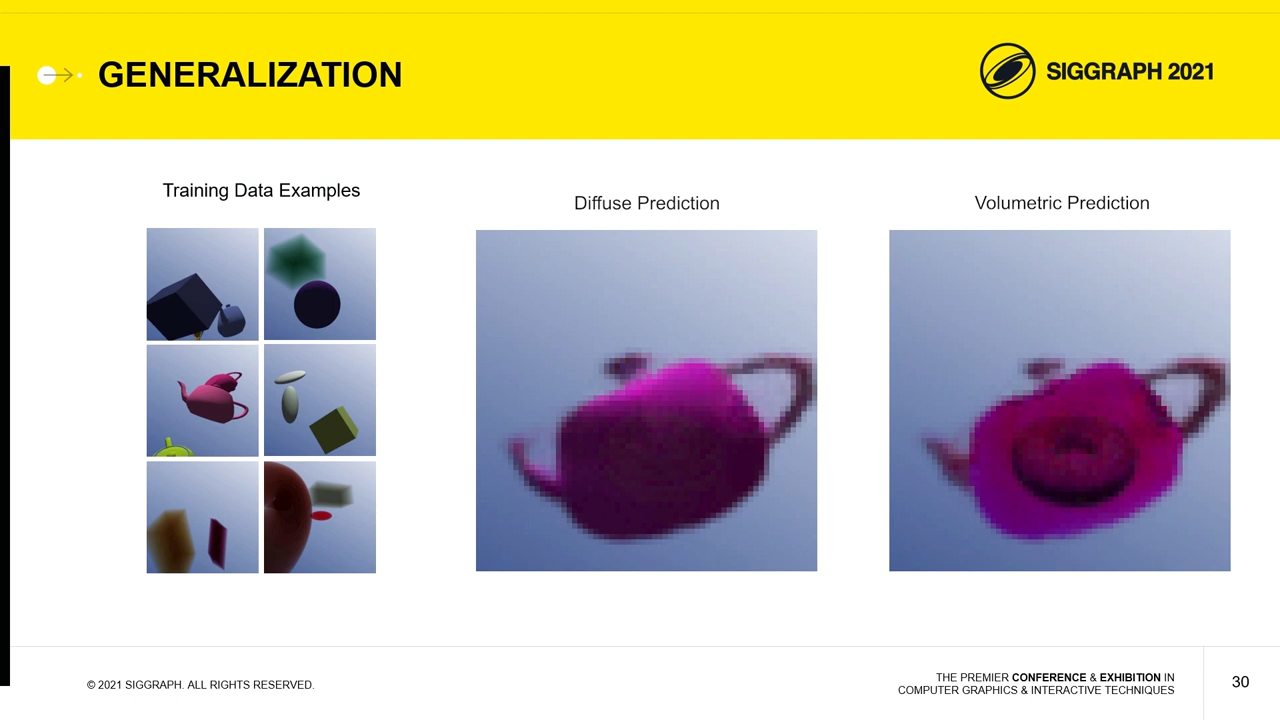 GENERALIZATION
SIGGRAPH 2021
Training Data Examples
Diffuse Prediction
Volumetric Prediction
© 2021 SIGGRAPH. ALL RIGHTS RESERVED.
THE PREMIER CONFERENCE & EXHIBITION IN
COMPUTER GRAPHICS & INTERACTIVE TECHNIQUES
30